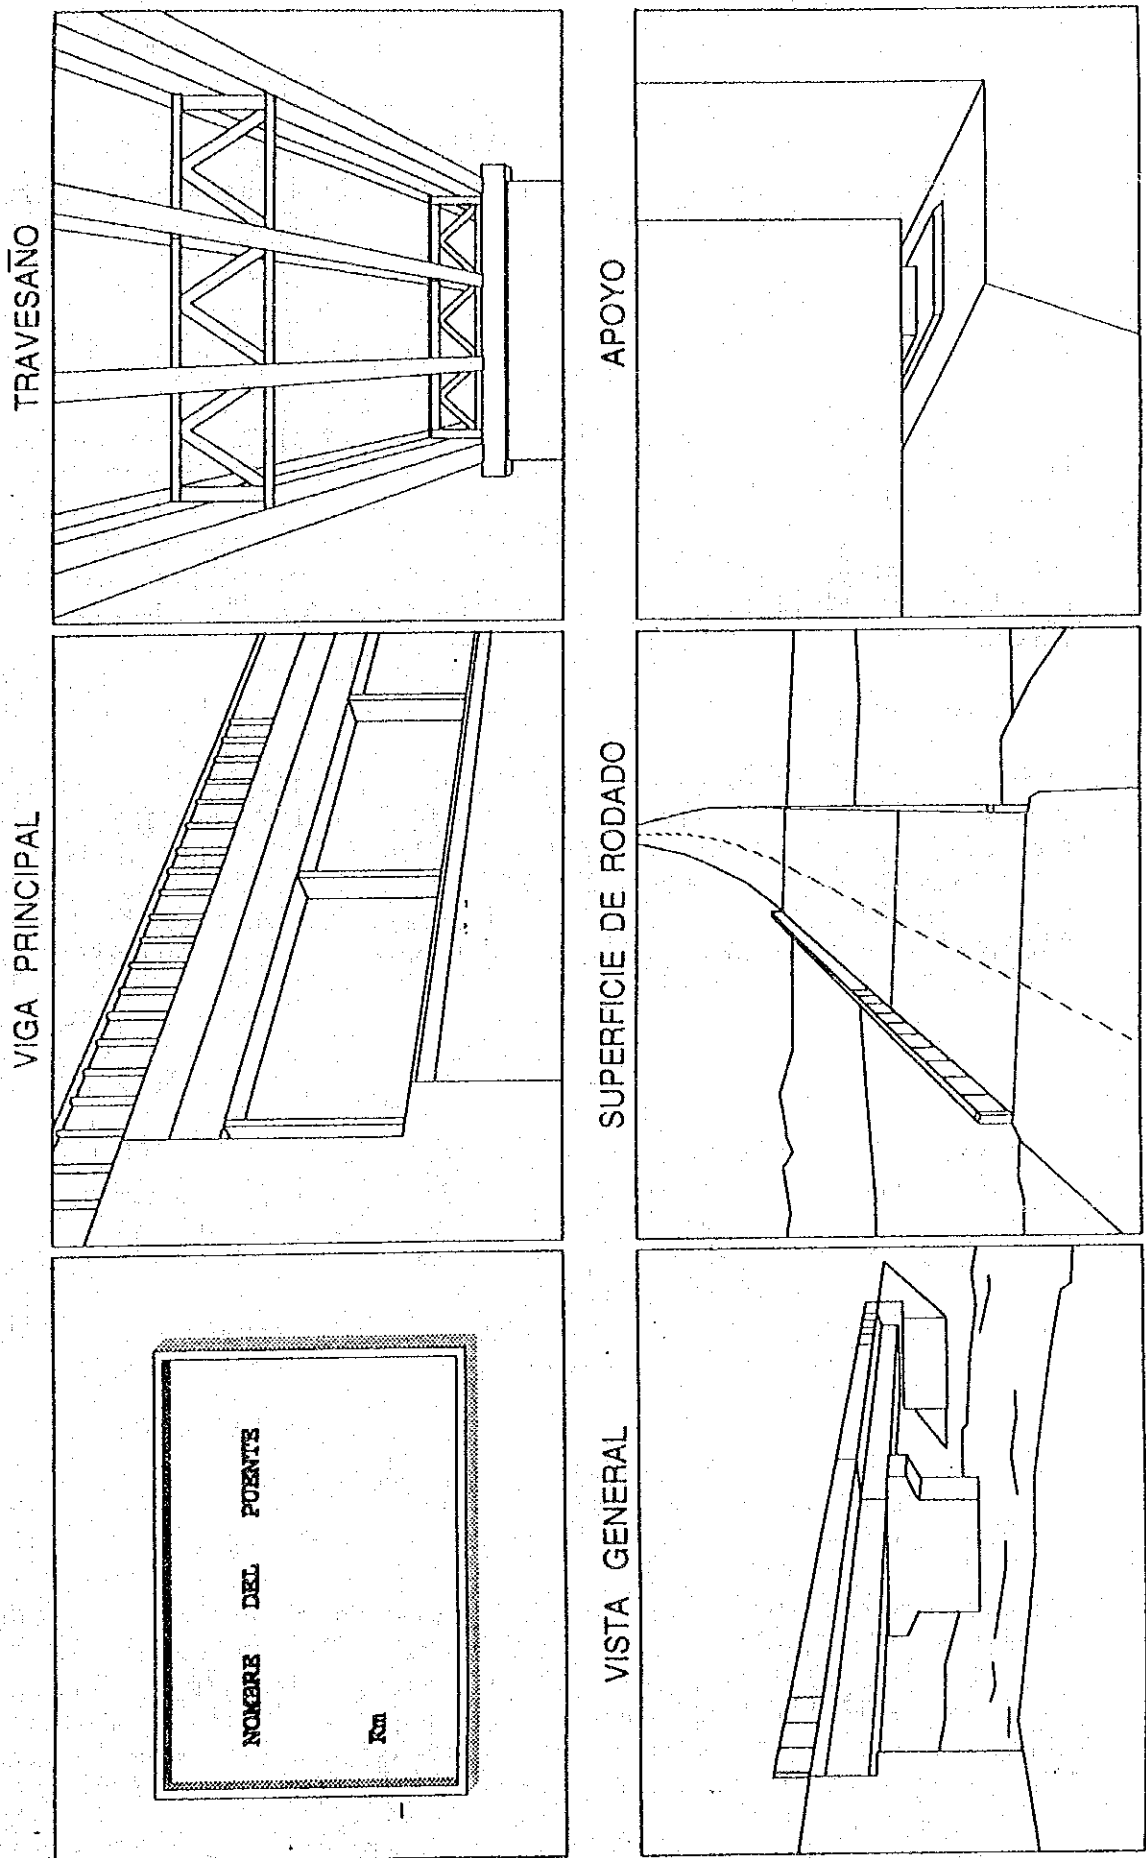 NOMBRE DEL PUENTE
Km
VIGA PRINCIPAL
TRAVESAÑO
VISTA GENERAL
SUPERFICIE DE RODADO
APOYO